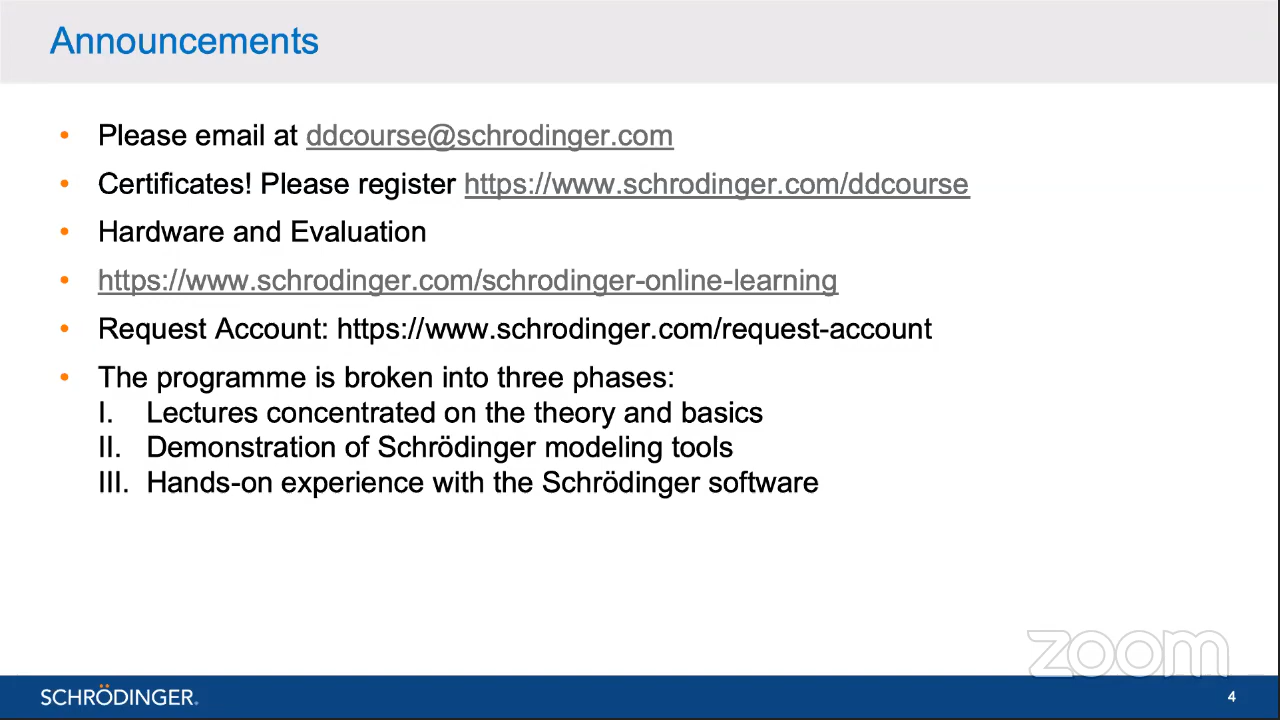 Announcements
• Please email at ddcourse@schrodinger.com
• Certificates! Please register https://www.schrodinger.com/ddcourse
• Hardware and Evaluation
• https://www.schrodinger.com/schrodinger-online-learning
• Request Account: https://www.schrodinger.com/request-account
• The programme is broken into three phases:
I. Lectures concentrated on the theory and basics
II. Demonstration of Schrödinger modeling tools
III. Hands-on experience with the Schrödinger software
zoom
SCHRÖDINGER.
4